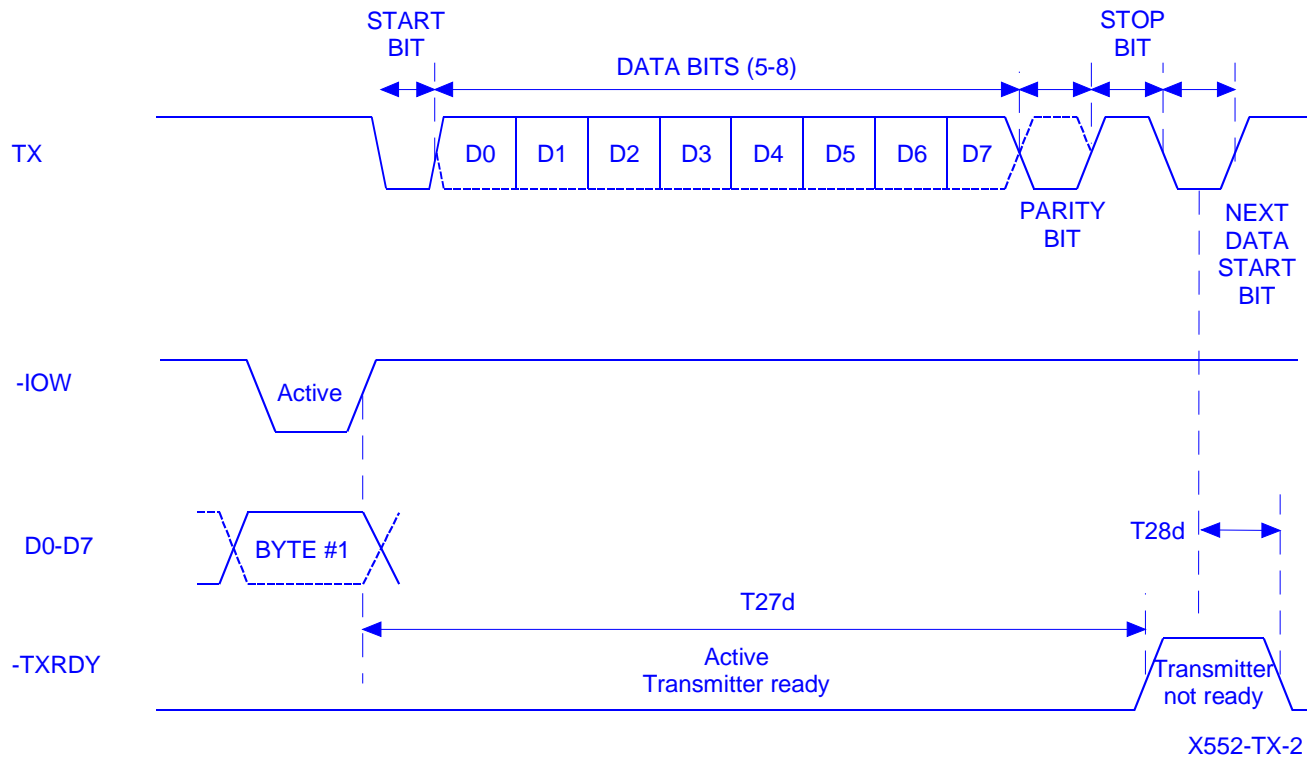 START
BIT
DATA BITS (5-8)
STOP
BIT
TX
D0
D1
D2
D3
D4
D5
D6
D7
PARITY
BIT
NEXT
DATA
START
BIT
-IOW
Active
D0-D7
BYTE #1
T28d
T27d
-TXRDY
Active
Transmitter ready
Transmitter
not ready
X552-TX-2